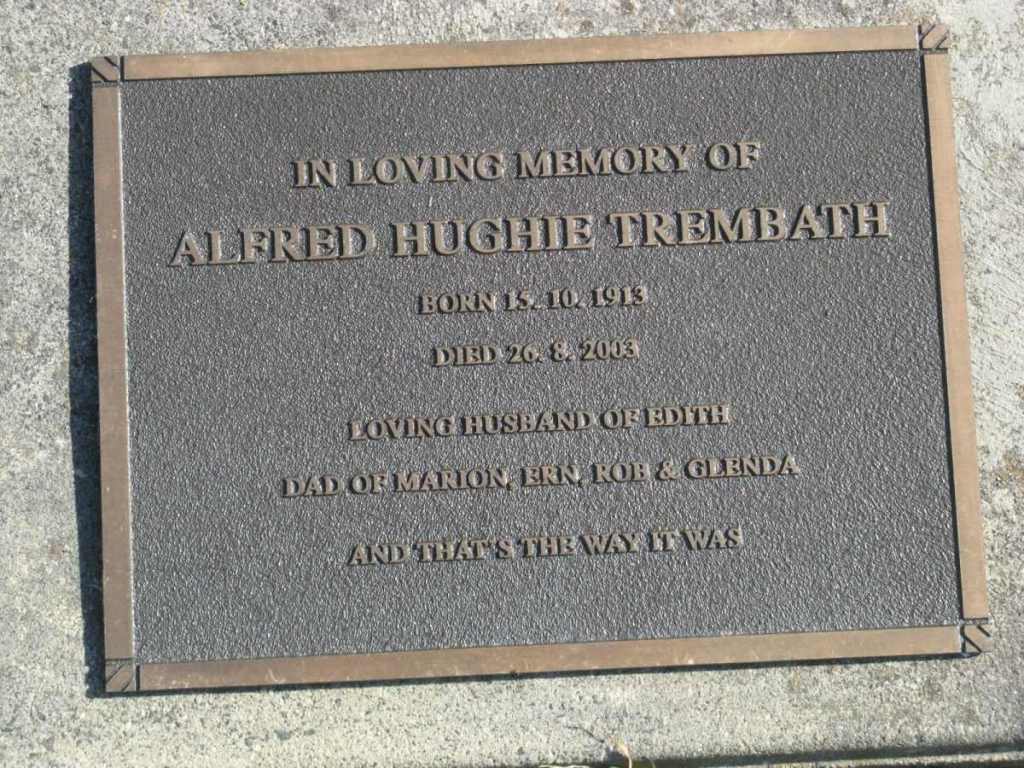 IN LOVING MEMORY OF
ALFRED HUGHIE TREMBATH
BORN 15. 10. 1913
DIED 26. 8. 2003
LOVING HUSBAND OF EDITH
DAD OF MARION, ERN, ROB & GLENDA
AND THAT'S THE WAY IT WAS